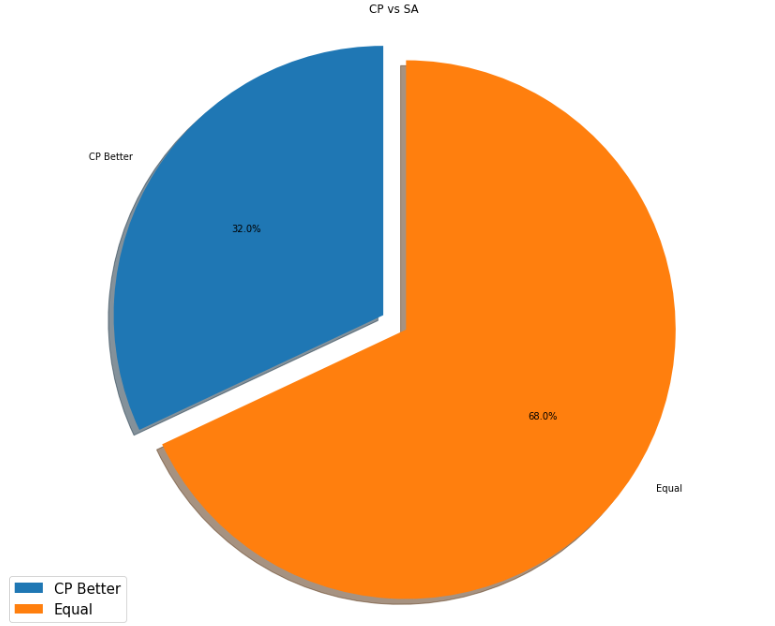 CP vs SA
CP Better
32.0%
68.0%
Equal
CP Better
Equal